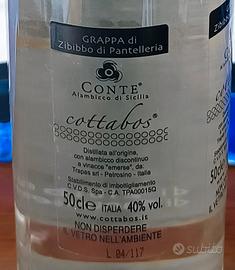 GRAPPA di
Zibibbo di Pantelleria
CONTE®
Alambicco di Sicilia
cottabos®
Distillata all'origine,
con alambicco discontinuo
a vinacce "emerse", da:
Trapas srl - Petrosino - Italia
Stabilimento di imbottigliamento
C.V.D.S. Spa - C.A. TPA00015Q
50cl e ITALIA 40% vol.
www.cottabos.it
NON DISPERDERE
IL VETRO NELL'AMBIENTE
L 04/117
subito